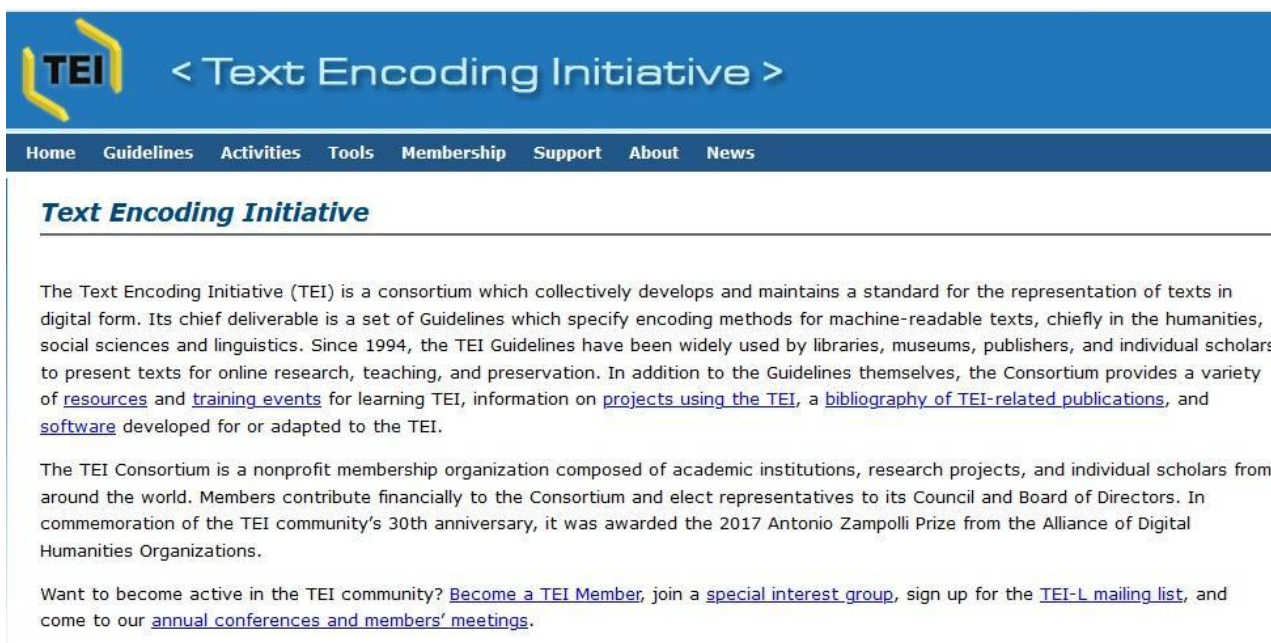 TEI
< Text Encoding Initiative >
Home Guidelines Activities Tools Membership Support About News
Text Encoding Initiative
The Text Encoding Initiative (TEI) is a consortium which collectively develops and maintains a standard for the representation of texts in
digital form. Its chief deliverable is a set of Guidelines which specify encoding methods for machine-readable texts, chiefly in the humanities,
social sciences and linguistics. Since 1994, the TEI Guidelines have been widely used by libraries, museums, publishers, and individual scholars
to present texts for online research, teaching, and preservation. In addition to the Guidelines themselves, the Consortium provides a variety
of resources and training events for learning TEI, information on projects using the TEI, a bibliography of TEI-related publications, and
software developed for or adapted to the TEI.
The TEI Consortium is a nonprofit membership organization composed of academic institutions, research projects, and individual scholars from
around the world. Members contribute financially to the Consortium and elect representatives to its Council and Board of Directors. In
commemoration of the TEI community’s 30th anniversary, it was awarded the 2017 Antonio Zampolli Prize from the Alliance of Digital
Humanities Organizations.
Want to become active in the TEI community? Become a TEI Member, join a special interest group, sign up for the TEI-L mailing list, and
come to our annual conferences and members’ meetings.